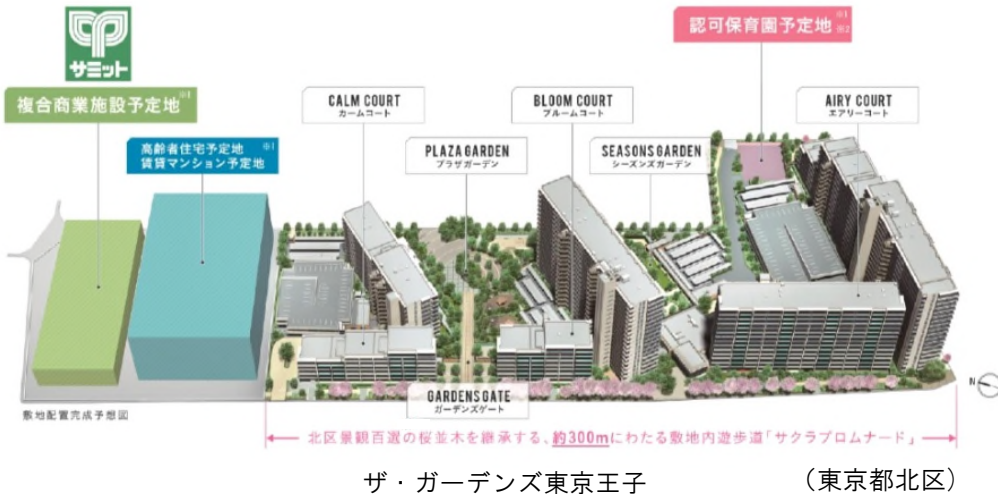 サミット
複合商業施設予定地※1
高齢者住宅予定地※1
賃貸マンション予定地
CALM COURT
カームコート
PLAZA GARDEN
プラザガーデン
BLOOM COURT
ブルームコート
SEASONS GARDEN
シーズンズガーデン
認可保育園予定地※1※2
AIRY COURT
エアリーコート
GARDENS GATE
ガーデンズゲート
N
敷地配置完成予想図
北区景観百選の桜並木を継承する、約300mにわたる敷地内遊歩道「サクラプロムナード」
ザ・ガーデンズ東京王子
（東京都北区）